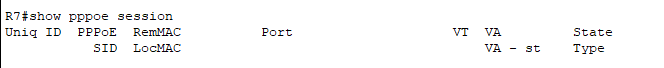 R7#show pppoe session
Uniq ID  PPPoE  RemMAC          Port                    VT  VA         State
           SID  LocMAC                                      VA - st    Type